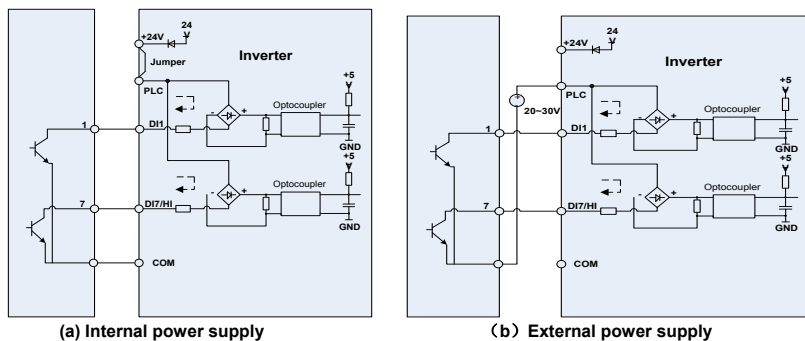 24
+24V
Jumper
Inverter
PLC
+5
- +
Optocoupler
1
DI1
GND
+5
- +
Optocoupler
7
DI7/HI
GND
COM
(a) Internal power supply
24
+24V
Inverter
PLC
20~30V
+5
- +
Optocoupler
1
DI1
GND
+5
- +
Optocoupler
7
DI7/HI
GND
COM
（b）External power supply